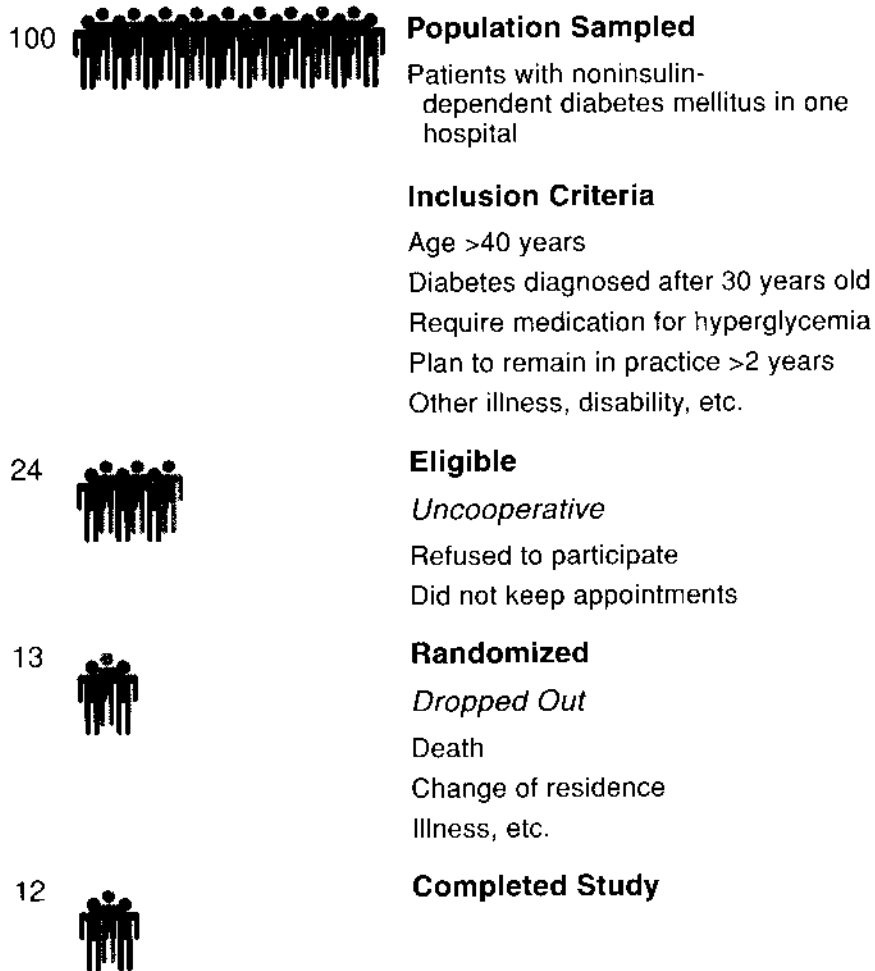 100
Population Sampled
Patients with noninsulin-
dependent diabetes mellitus in one
hospital
Inclusion Criteria
Age >40 years
Diabetes diagnosed after 30 years old
Require medication for hyperglycemia
Plan to remain in practice >2 years
Other illness, disability, etc.
24
Eligible
Uncooperative
Refused to participate
Did not keep appointments
13
Randomized
Dropped Out
Death
Change of residence
Illness, etc.
12
Completed Study